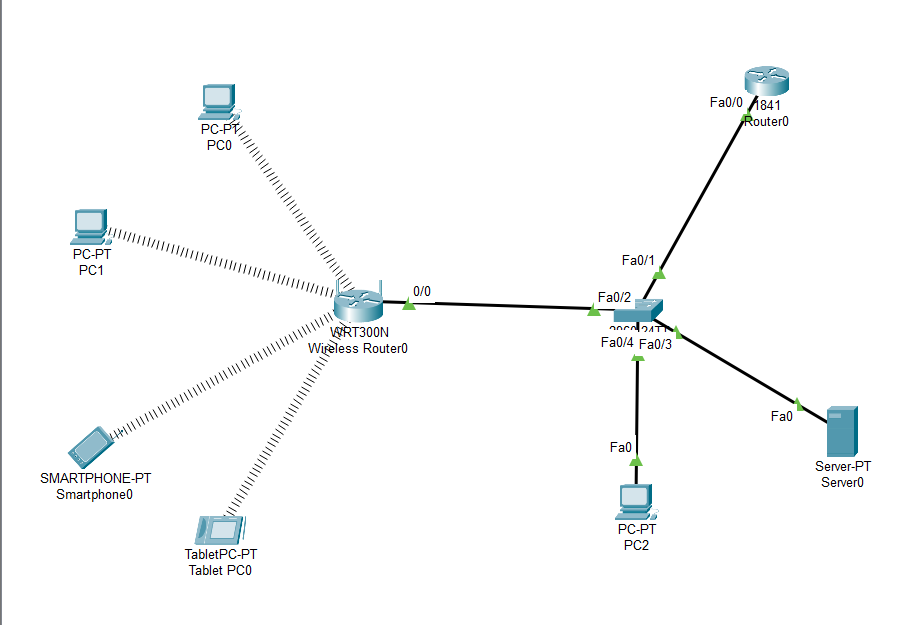 Fa0/0
1841
Router0
PC-PT
PC0
PC-PT
PC1
Fa0/1
0/0
Fa0/2
WRT300N
Wireless Router0
Fa0/4
Fa0/3
Fa0
Fa0
Server-PT
Server0
SMARTPHONE-PT
Smartphone0
PC-PT
PC2
TabletPC-PT
Tablet PC0